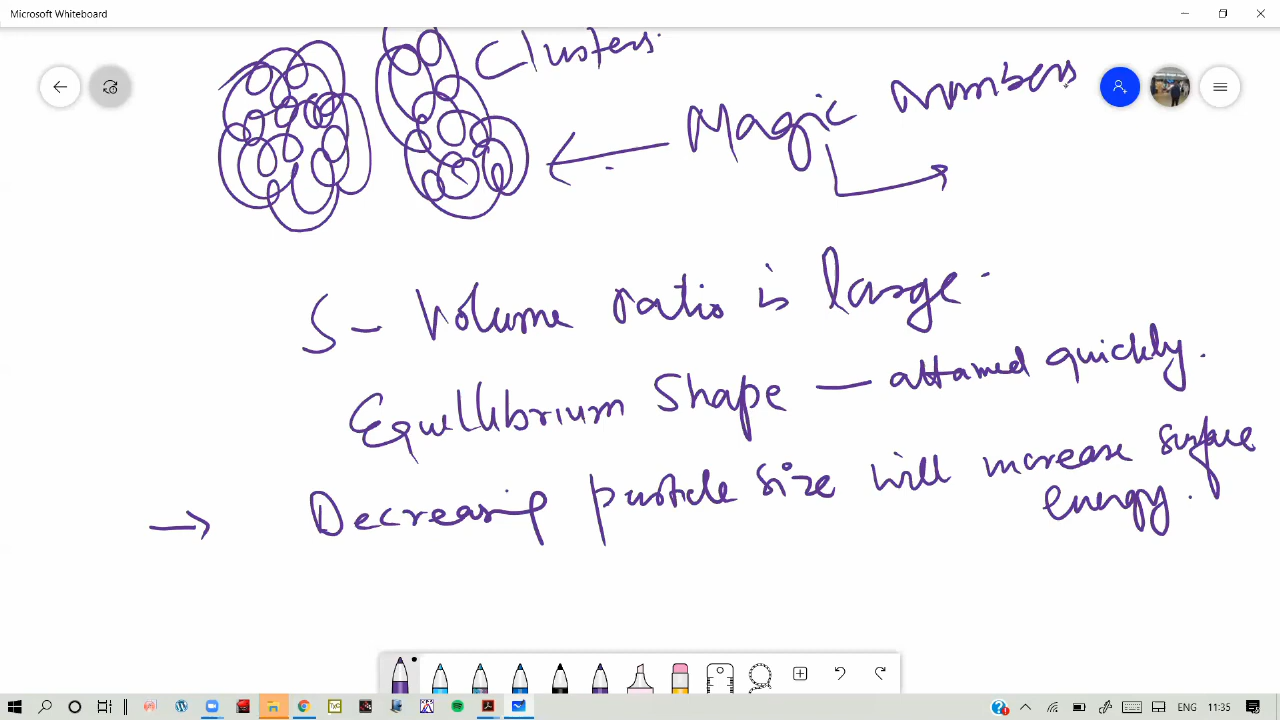 Microsoft Whiteboard
Clusters.
Magic Numbers
S - Volume ratio is large.
Equilibrium Shape - attained quickly.
→ Decreasing particle size will increase surface
energy.
ENG 11:35